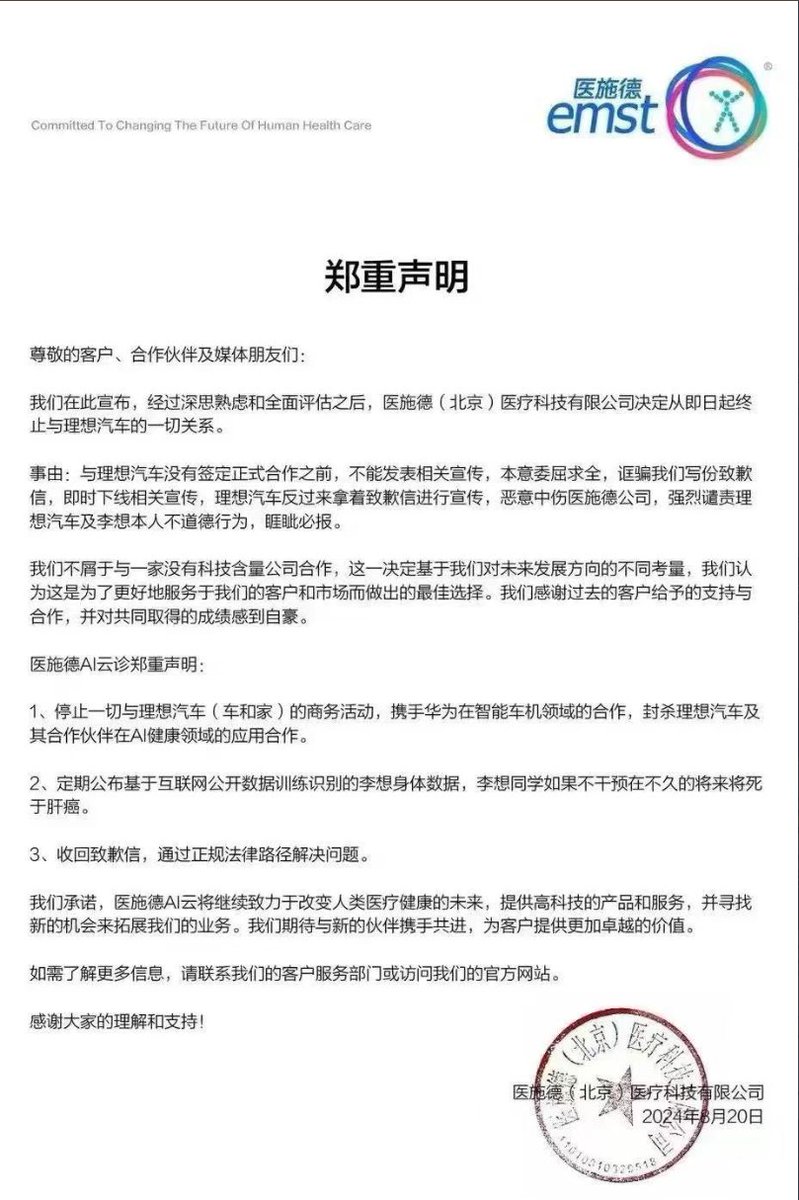 医施德
emst
®
Committed To Changing The Future Of Human Health Care
郑重声明
尊敬的客户、合作伙伴及媒体朋友们:
我们在此宣布，经过深思熟虑和全面评估之后，医施德（北京）医疗科技有限公司决定从即日起终
止与理想汽车的一切关系。
事由: 与理想汽车没有签定正式合作之前，不能发表相关宣传，本意委屈求全，诓骗我们写份致歉
信，即时下线相关宣传，理想汽车反过来拿着致歉信进行宣传，恶意中伤医施德公司，强烈谴责理
想汽车及李想本人不道德行为，睚眦必报。
我们不屑于与一家没有科技含量公司合作，这一决定基于我们对未来发展方向的不同考量，我们认
为这是为了更好地服务于我们的客户和市场而做出的最佳选择。我们感谢过去的客户给予的支持与
合作，并对共同取得的成绩感到自豪。
医施德AI云诊郑重声明:
1、停止一切与理想汽车（车和家）的商务活动，携手华为在智能车机领域的合作，封杀理想汽车及
其合作伙伴在AI健康领域的应用合作。
2、定期公布基于互联网公开数据训练识别的李想身体数据，李想同学如果不干预在不久的将来将死
于肝癌。
3、收回致歉信，通过正规法律路径解决问题。
我们承诺，医施德AI云将继续致力于改变人类医疗健康的未来，提供高科技的产品和服务，并寻找
新的机会来拓展我们的业务。我们期待与新的伙伴携手共进，为客户提供更加卓越的价值。
如需了解更多信息，请联系我们的客户服务部门或访问我们的官方网站。
感谢大家的理解和支持!
医施德（北京）医疗科技有限公司
2024年8月20日
医施德（北京）医疗科技有限公司